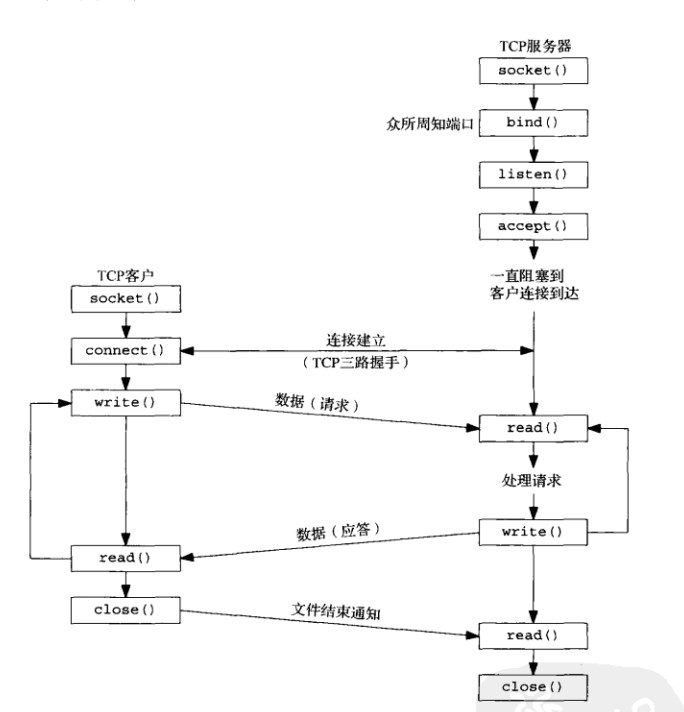 TCP服务器
socket()
众所周知端口
bind()
listen()
accept()
一直阻塞到
客户连接到达
TCP客户
socket()
connect()
连接建立
（TCP三路握手）
write()
数据（请求）
read()
处理请求
数据（应答）
write()
read()
close()
文件结束通知
read()
close()